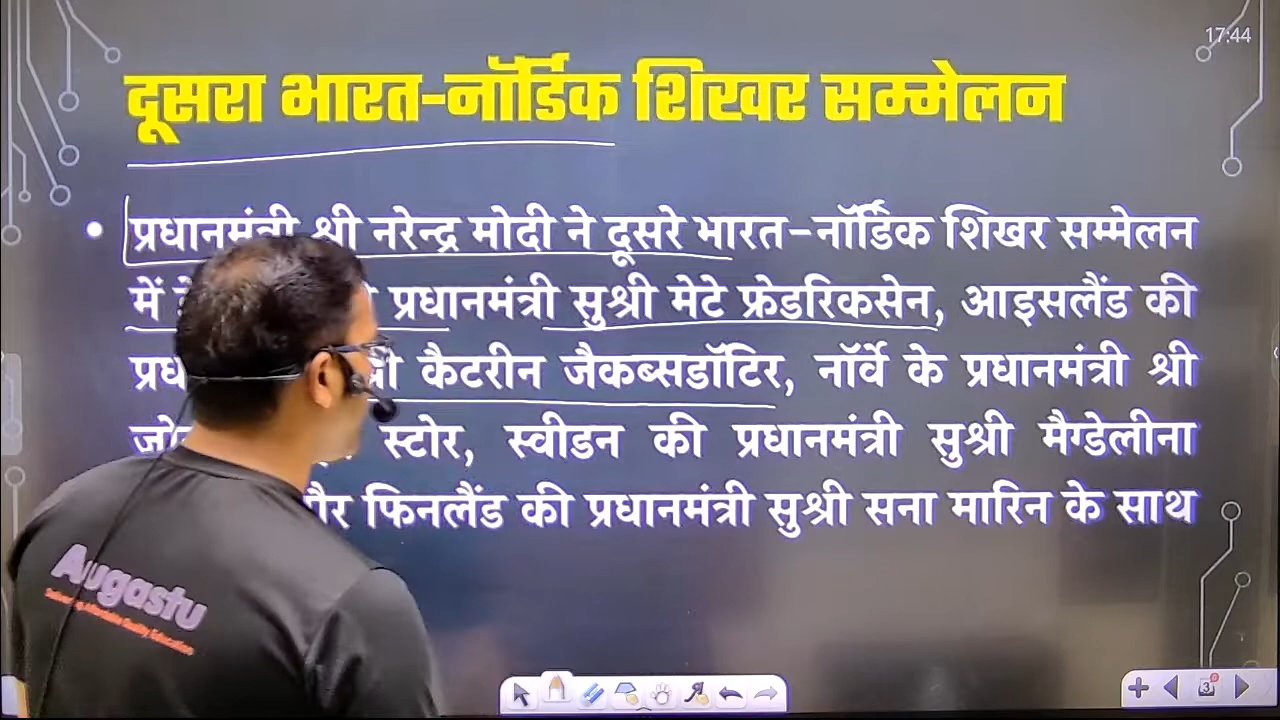 17:44
दूसरा भारत-नॉर्डिक शिखर सम्मेलन
• प्रधानमंत्री श्री नरेन्द्र मोदी ने दूसरे भारत-नॉर्डिक शिखर सम्मेलन
में प्रधानमंत्री सुश्री मेटे फ्रेडरिकसेन, आइसलैंड की
कैटरीन जैकब्सडॉटिर, नॉर्वे के प्रधानमंत्री श्री
स्टोर, स्वीडन की प्रधानमंत्री सुश्री मैग्डेलीना
फिनलैंड की प्रधानमंत्री सुश्री सना मारिन के साथ
3